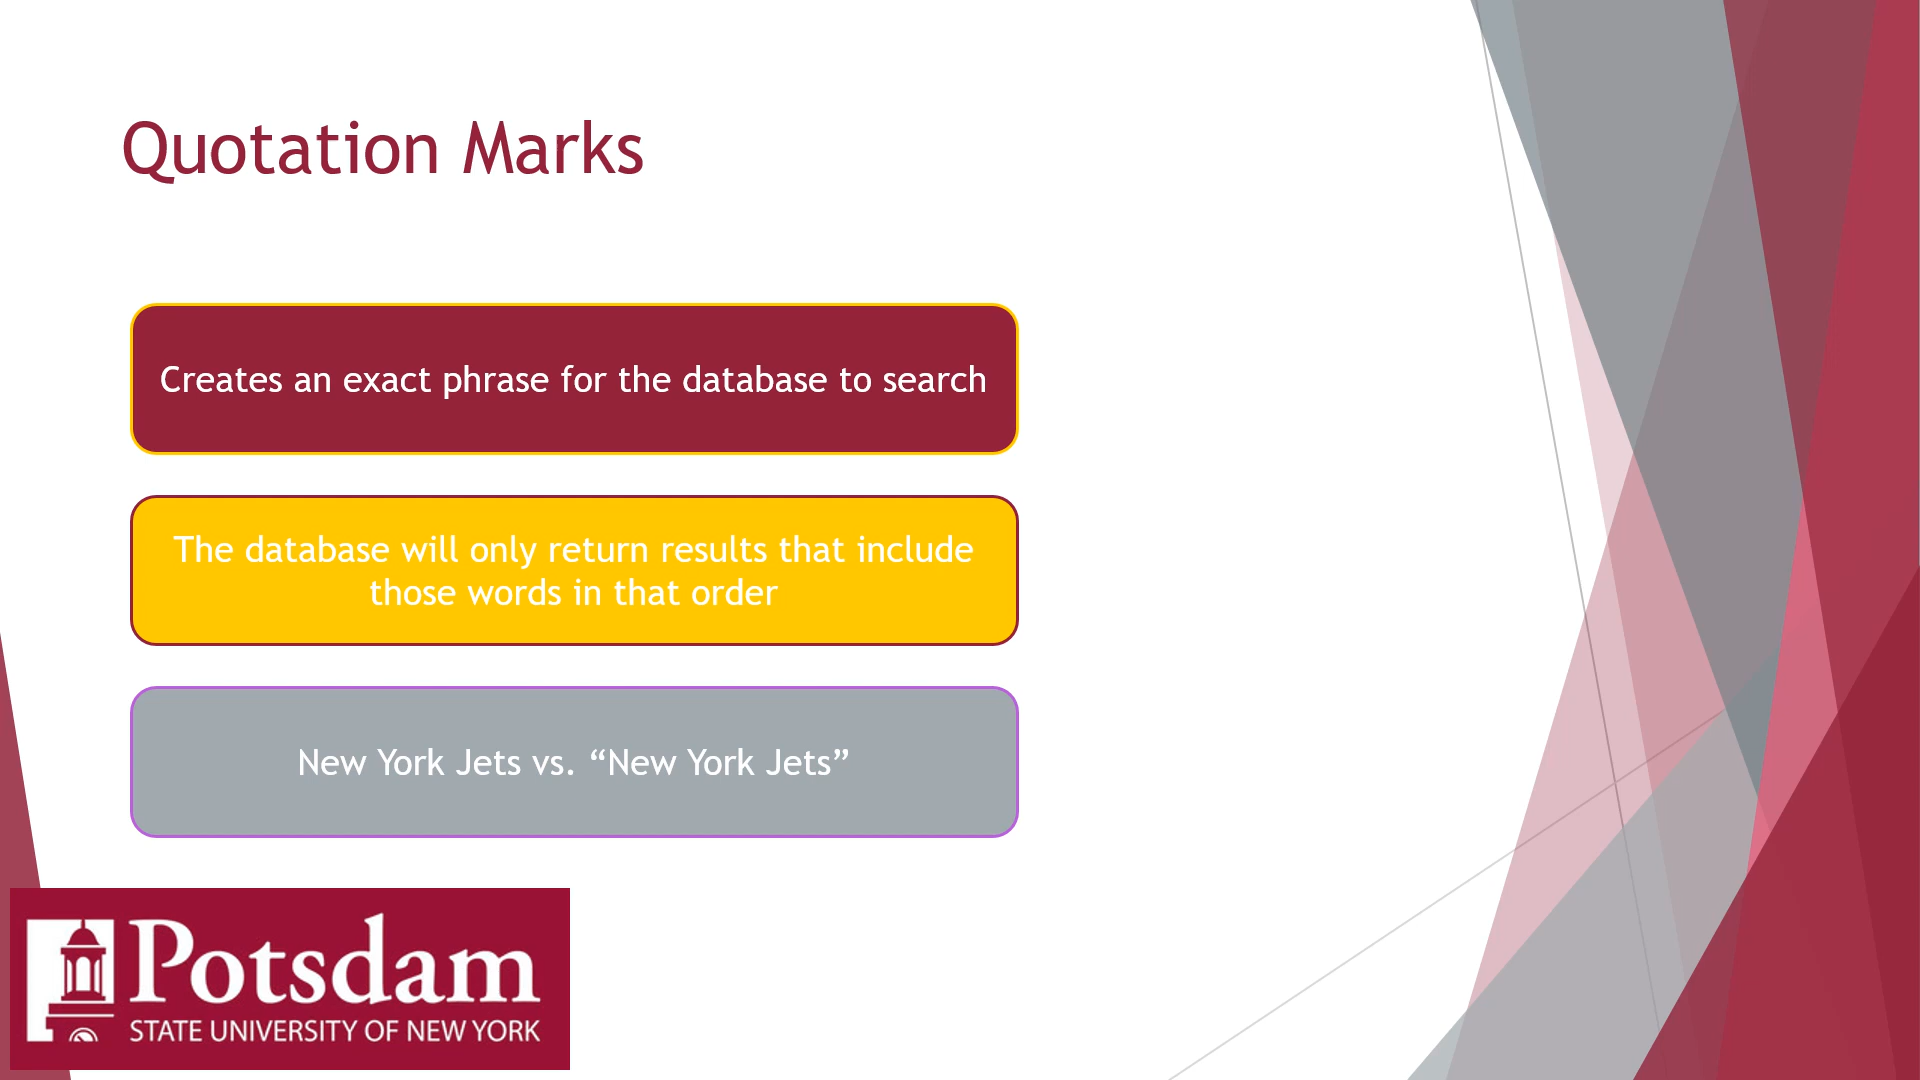 Quotation Marks
Creates an exact phrase for the database to search
The database will only return results that include
those words in that order
New York Jets vs. “New York Jets”
Potsdam
STATE UNIVERSITY OF NEW YORK